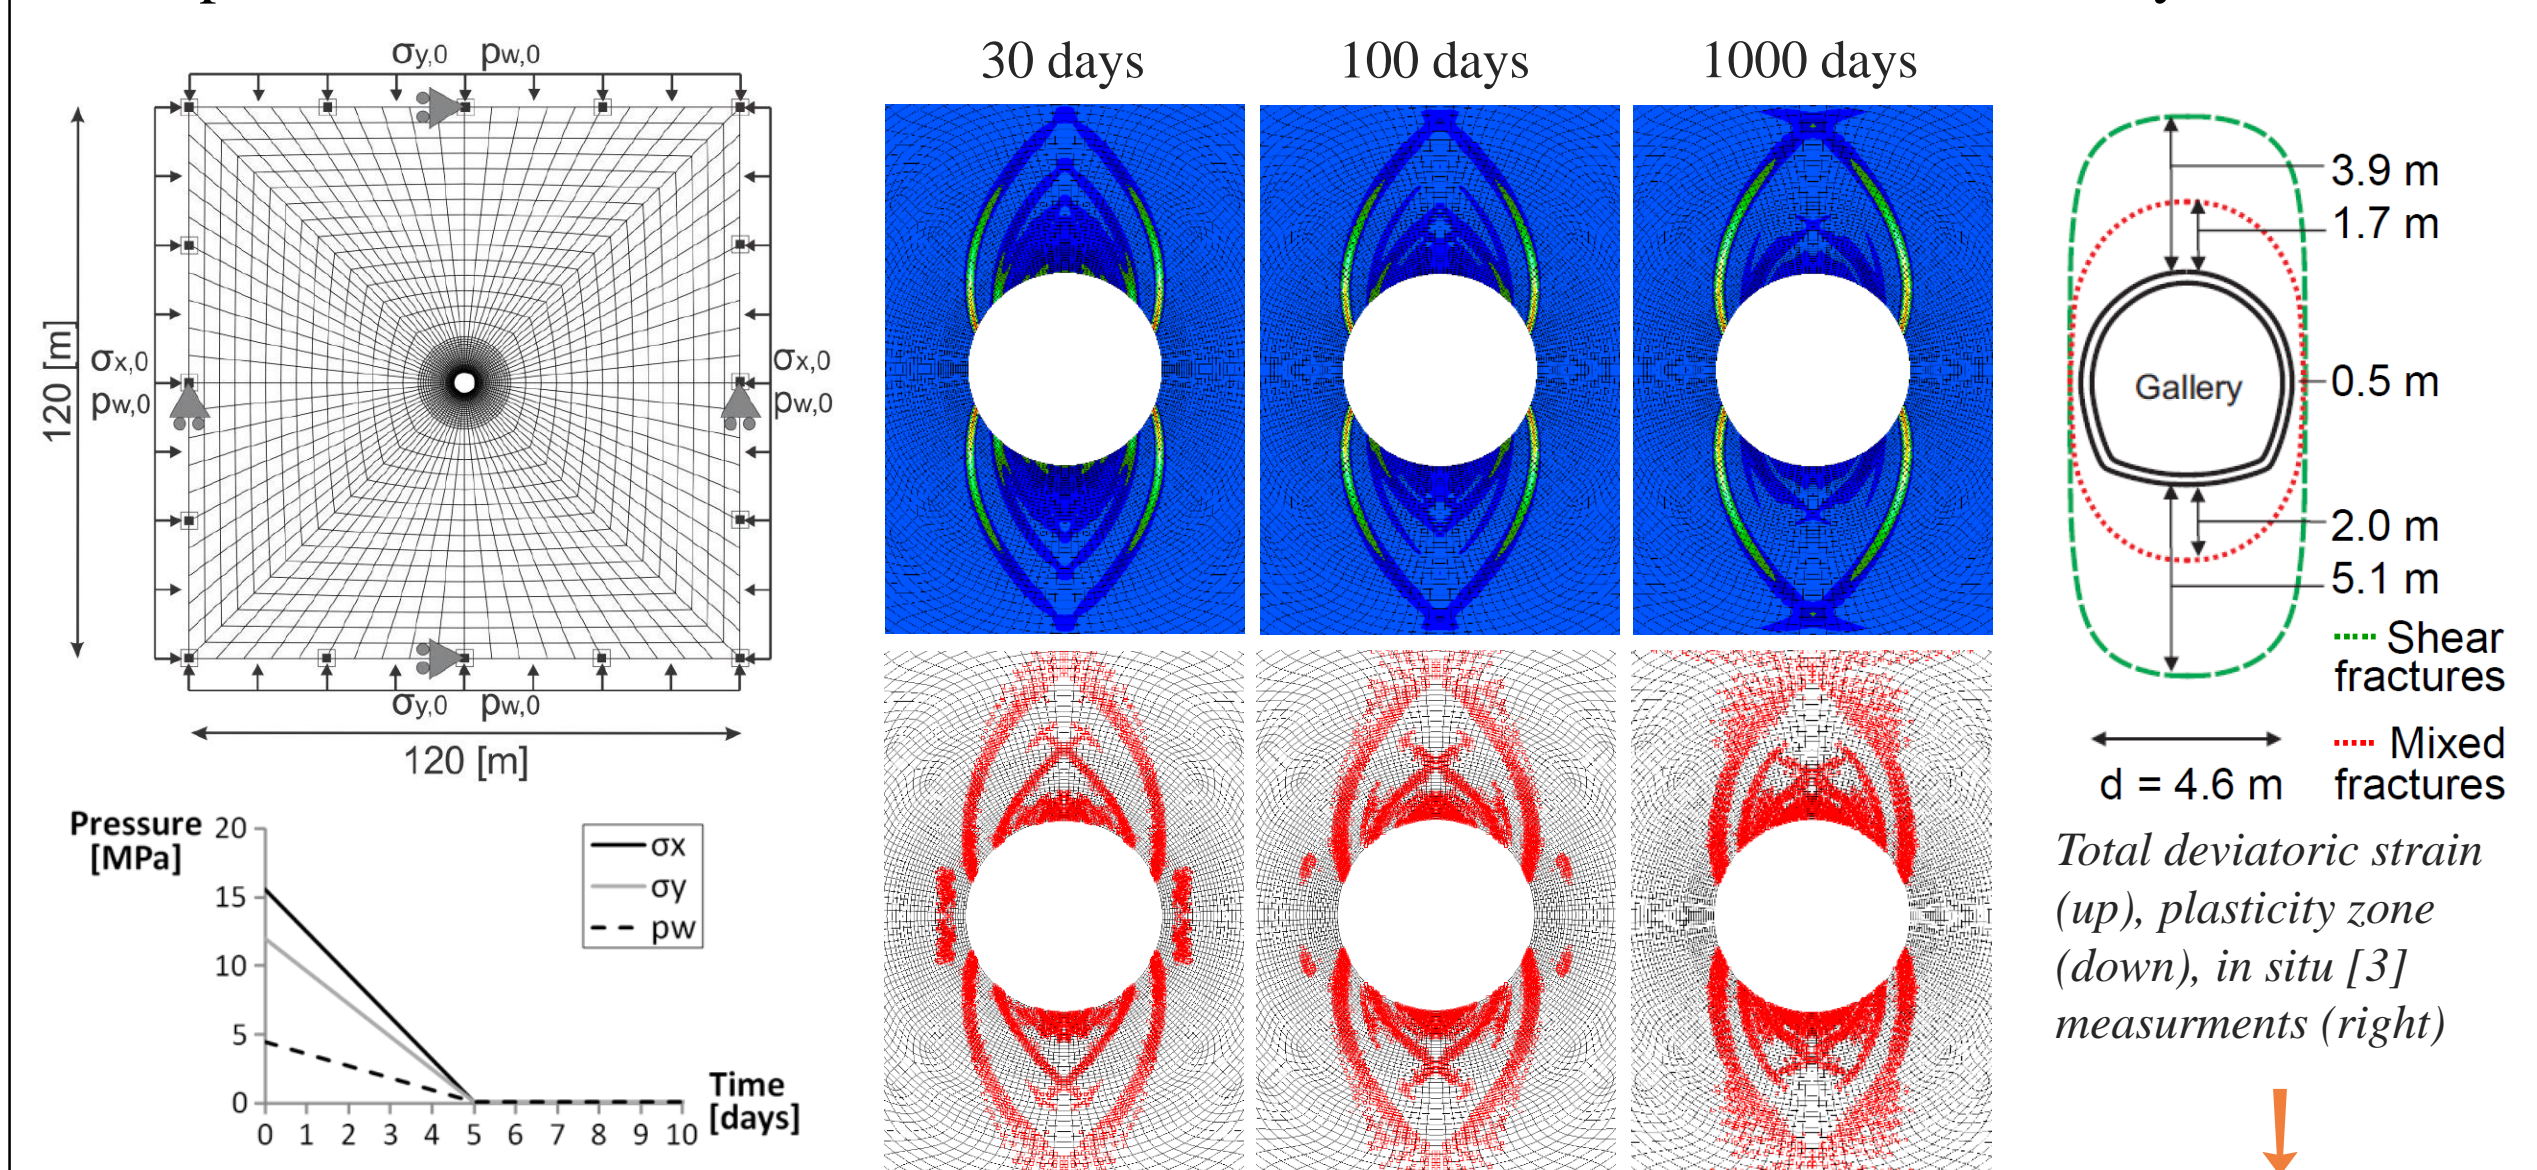 σy,0 pw,0
120 [m]
σx,0
pw,0
σx,0
pw,0
σy,0 pw,0
120 [m]
Pressure
[MPa]
20
15
10
5
0
σx
σy
pw
0 1 2 3 4 5 6 7 8 9 10
Time
[days]
30 days
100 days
1000 days
3.9 m
1.7 m
Gallery
0.5 m
2.0 m
5.1 m
Shear
fractures
Mixed
fractures
d = 4.6 m
Total deviatoric strain
(up), plasticity zone
(down), in situ [3]
measurments (right)